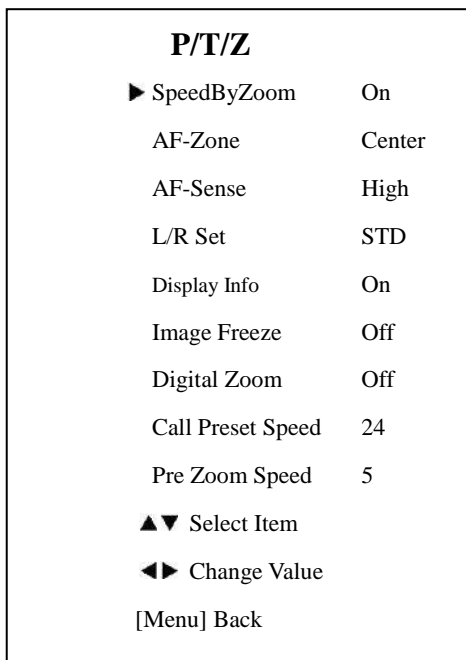 P/T/Z
▶ SpeedByZoom On
AF-Zone Center
AF-Sense High
L/R Set STD
Display Info On
Image Freeze Off
Digital Zoom Off
Call Preset Speed 24
Pre Zoom Speed 5
▲▼ Select Item
◀▶ Change Value
[Menu] Back